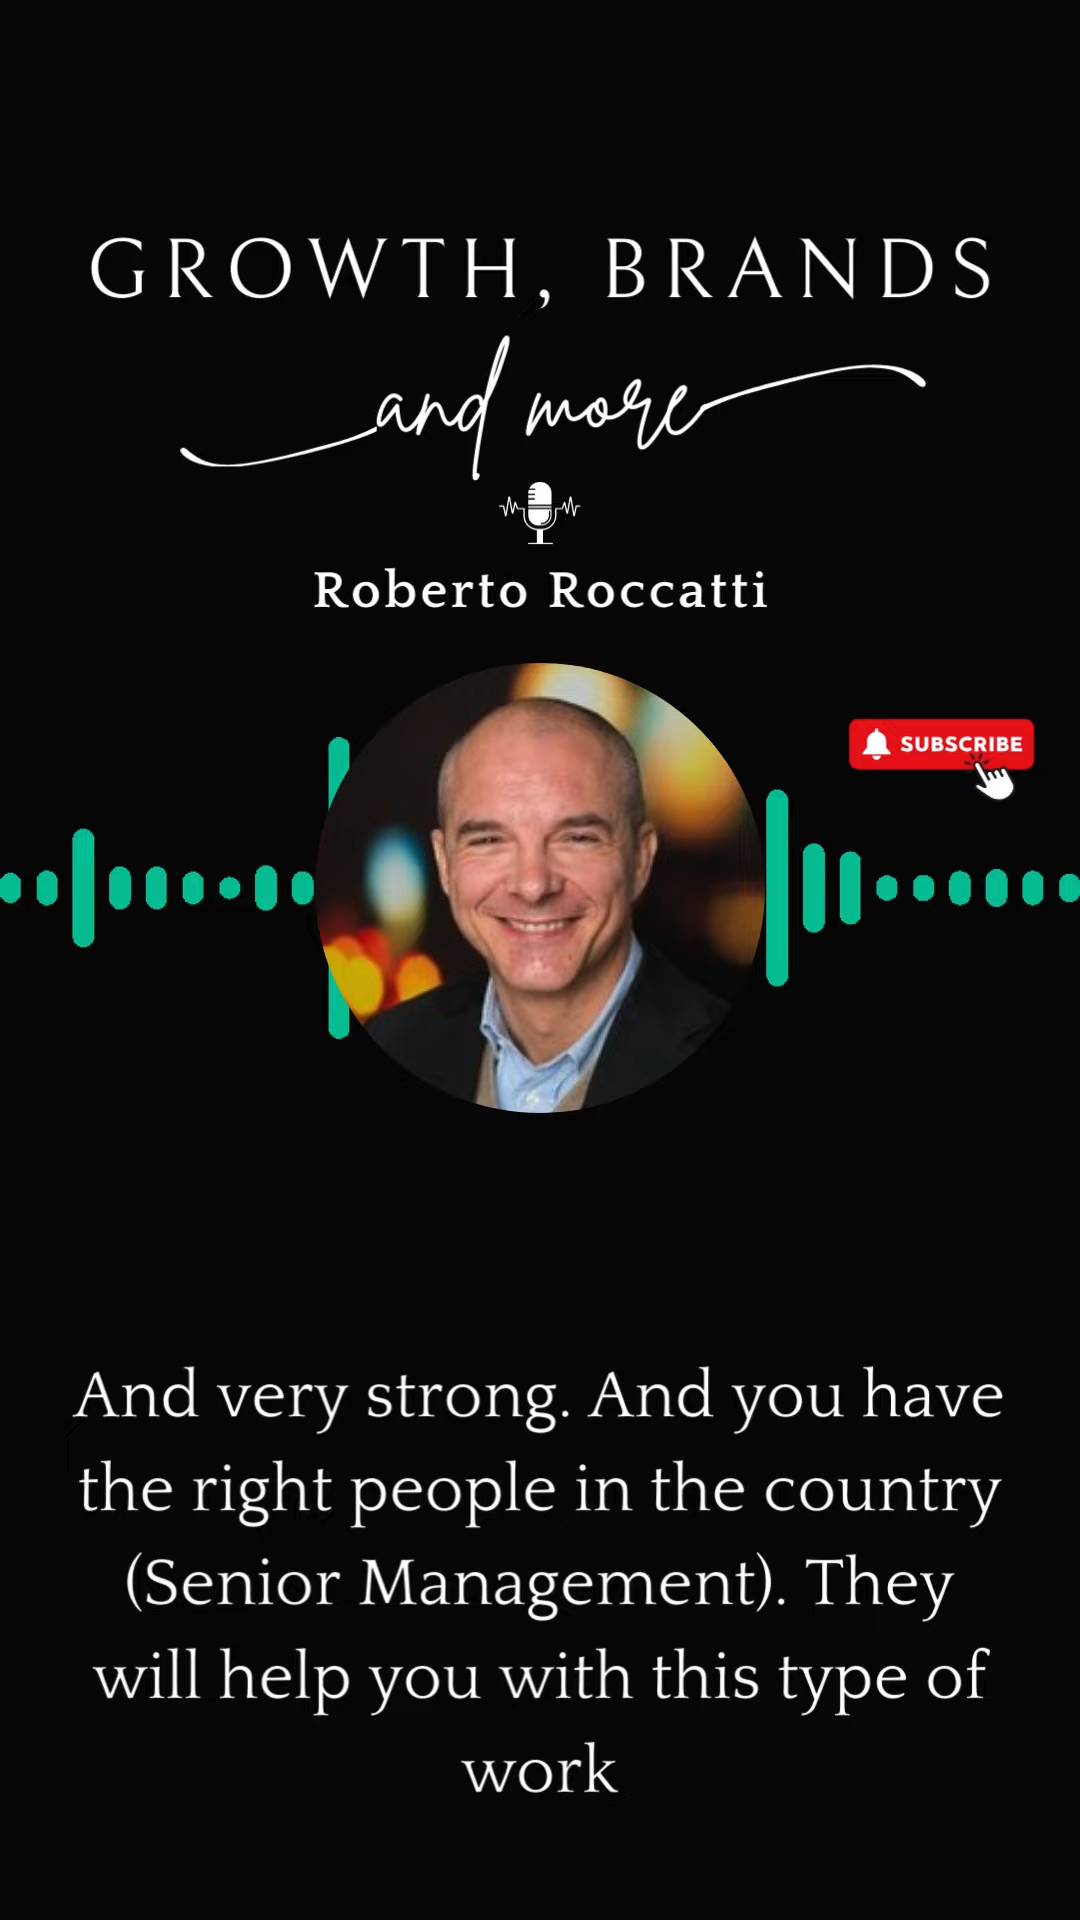 GROWTH, BRANDS
and more
Roberto Roccatti
SUBSCRIBE
And very strong. And you have
the right people in the country
(Senior Management). They
will help you with this type of
work